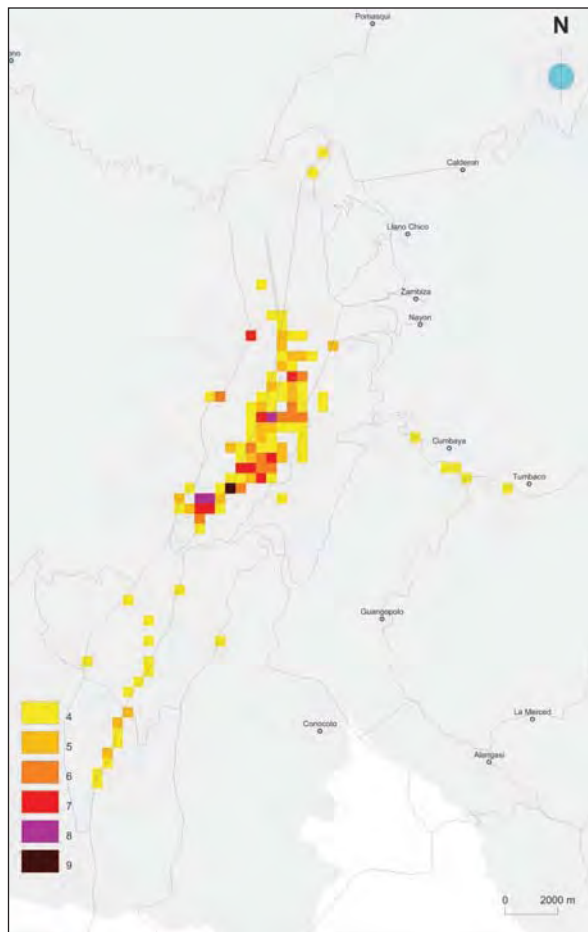 Pomasqui
N
ono
Calderon
Llano Chico
Zambiza
Nayon
Cumbaya
Tumbaco
Guangopolo
La Merced
Conocoto
Alangasi
4
5
6
7
8
9
0 2000 m